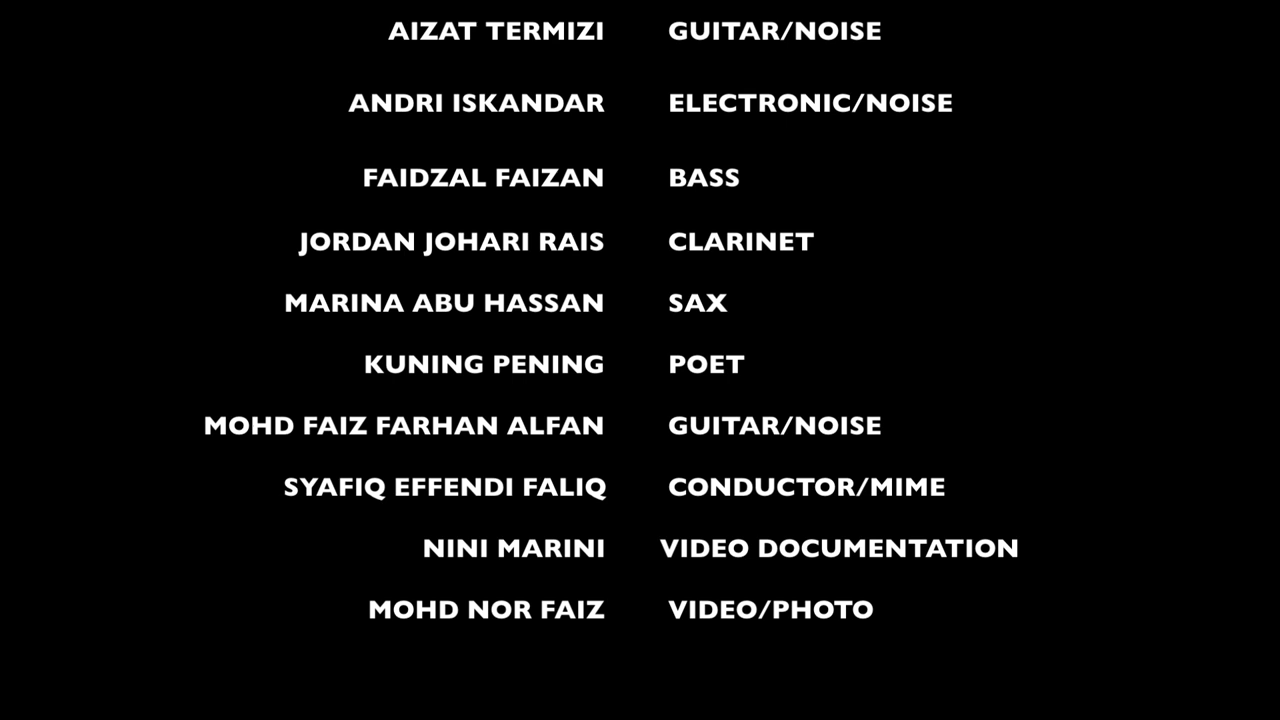 AIZAT TERMIZI GUITAR/NOISE
ANDRI ISKANDAR ELECTRONIC/NOISE
FAIDZAL FAIZAN BASS
JORDAN JOHARI RAIS CLARINET
MARINA ABU HASSAN SAX
KUNING PENING POET
MOHD FAIZ FARHAN ALFAN GUITAR/NOISE
SYAFIQ EFFENDI FALIQ CONDUCTOR/MIME
NINI MARINI VIDEO DOCUMENTATION
MOHD NOR FAIZ VIDEO/PHOTO